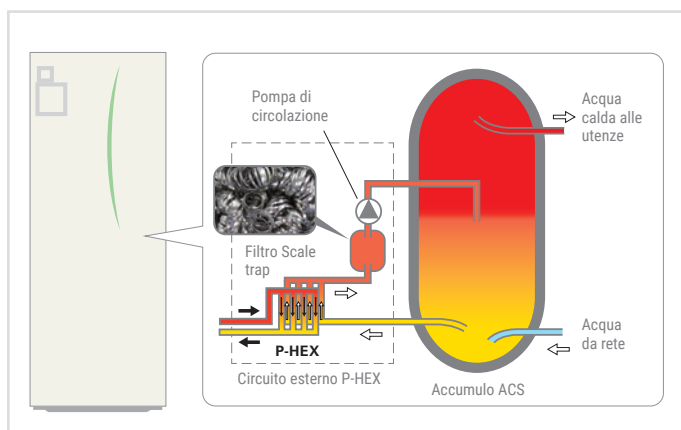 Pompa di
circolazione
Acqua
calda alle
utenze
Filtro Scale
trap
P-HEX
Circuito esterno P-HEX
Accumulo ACS
Acqua
da rete